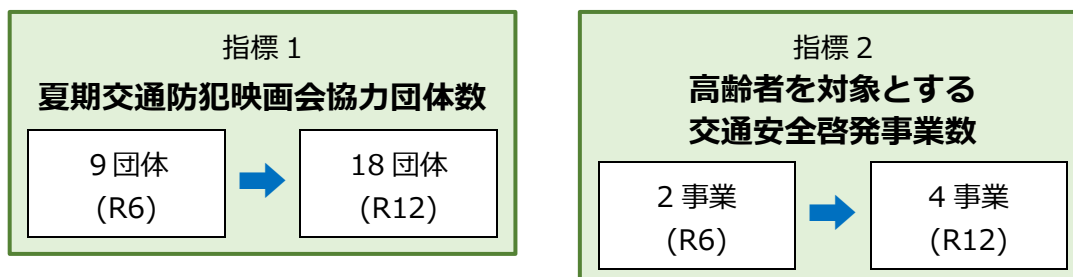 指標1
夏期交通防犯映画会協力団体数
9団体
(R6)
18団体
(R12)
指標2
高齢者を対象とする
交通安全啓発事業数
2事業
(R6)
4事業
(R12)